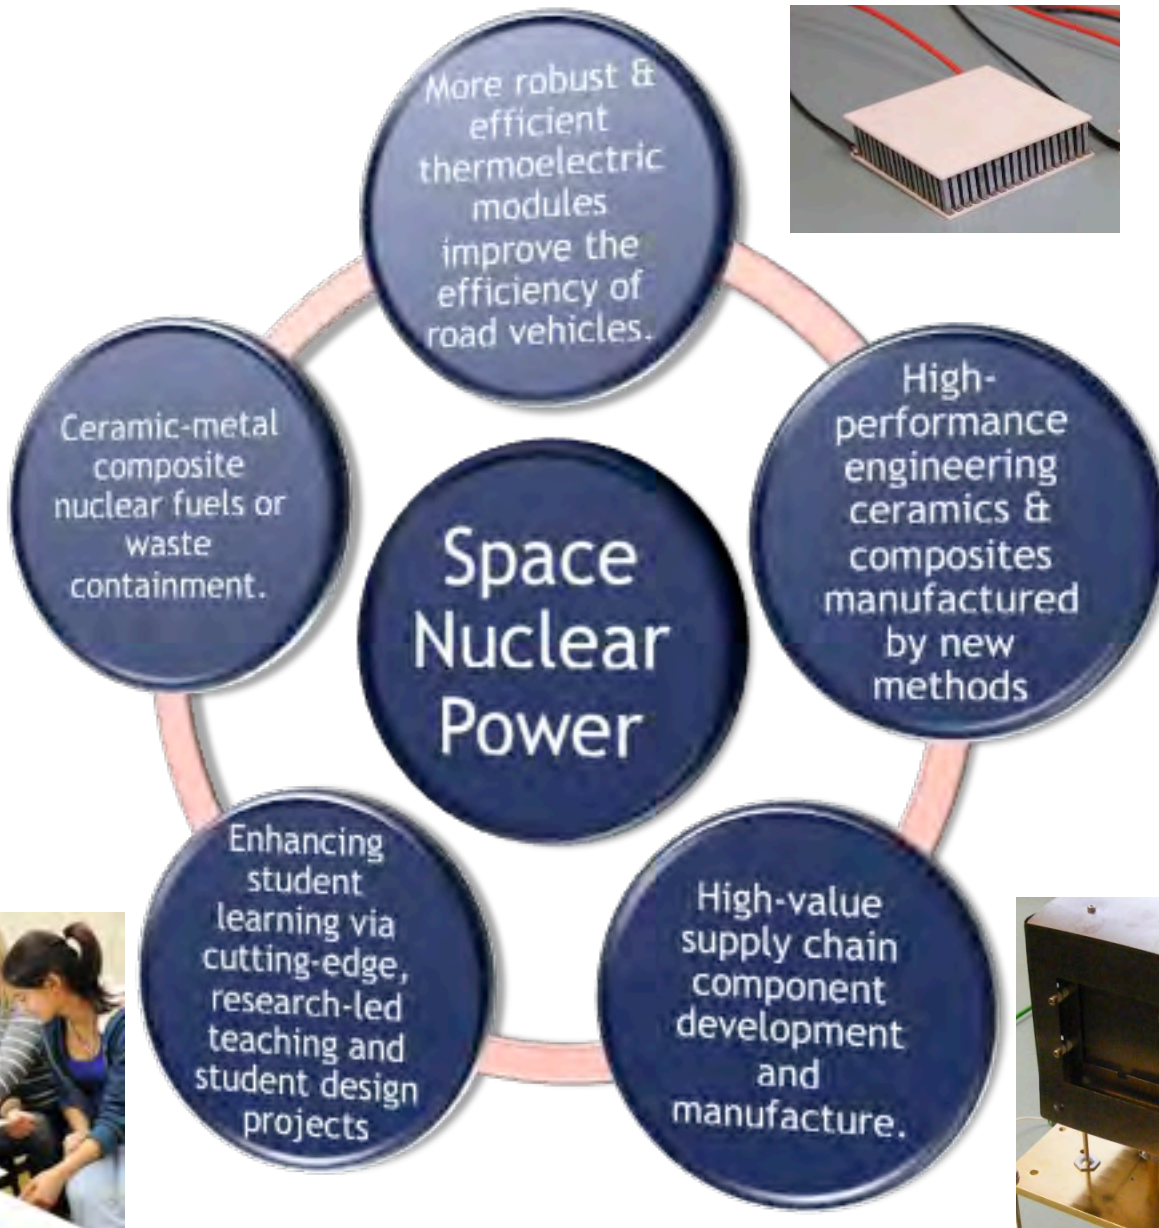 More robust &
efficient
thermoelectric
modules
improve the
efficiency of
road vehicles.
Ceramic-metal
composite
nuclear fuels or
waste
containment.
High-
performance
engineering
ceramics &
composites
manufactured
by new
methods
Space
Nuclear
Power
Enhancing
student
learning via
cutting-edge,
research-led
teaching and
student design
projects
High-value
supply chain
component
development
and
manufacture.